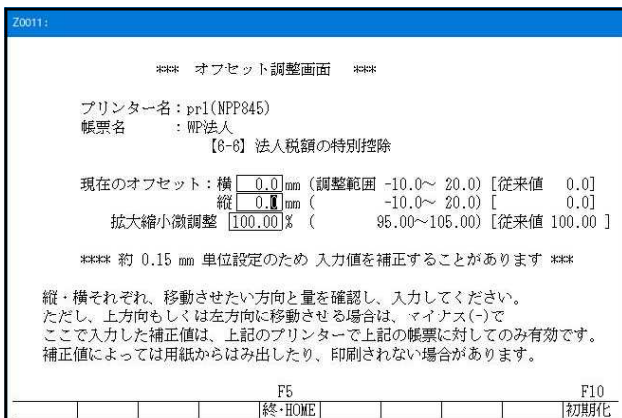 Z0011:
*** オフセット調整画面 ***
プリンター名：pr1(NPP845)
帳票名　　　：WP法人
【6-6】法人税額の特別控除
現在のオフセット：横 0.0 mm (調整範囲 -10.0～ 20.0) [従来値 0.0]
縦 0.0 mm ( -10.0～ 20.0) [ 0.0]
拡大縮小微調整 100.00 % ( 95.00～105.00) [従来値 100.00 ]
**** 約 0.15 mm 単位設定のため 入力値を補正することがあります ***
縦・横それぞれ、移動させたい方向と量を確認し、入力してください。
ただし、上方向もしくは左方向に移動させる場合は、マイナス(-)で
ここで入力した補正値は、上記のプリンターで上記の帳票に対してのみ有効です。
補正値によっては用紙からはみ出したり、印刷されない場合があります。
F5 F10
終・HOME 初期化